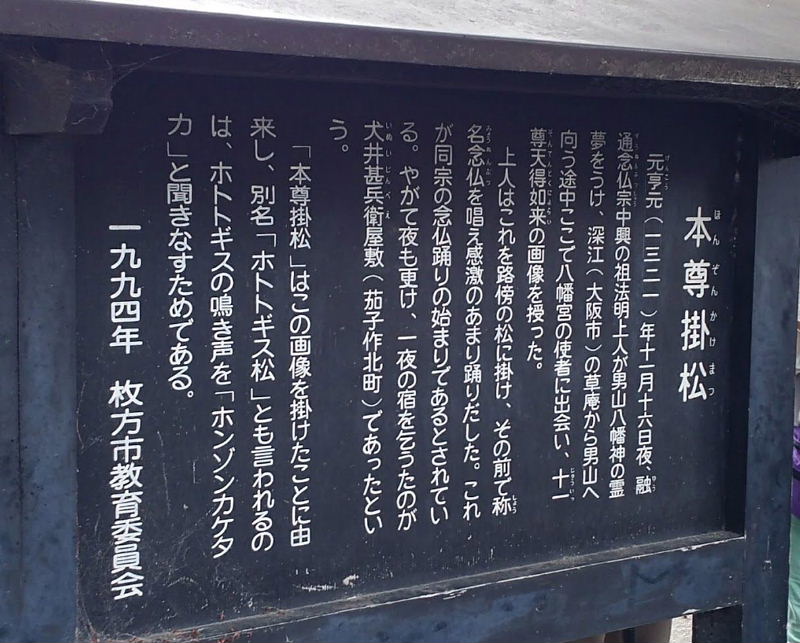 本尊掛松
ほん ぞん かけ まつ
元亨元（一三二一）年十一月十六日夜、融
通念仏宗中興の祖法明上人が男山八幡神の霊
夢をうけ、深江（大阪市）の草庵から男山へ
向う途中ここで八幡宮の使者に出会い、十一
尊天得如来の画像を授った。
上人はこれを路傍の松に掛け、その前で称
名念仏を唱え感激のあまり踊りだした。これ
が同宗の念仏踊りの始まりであるとされてい
る。やがて夜も更け、一夜の宿を乞うたのが
犬井甚兵衛屋敷（茄子作北町）であったとい
う。
「本尊掛松」はこの画像を掛けたことに由
来し、別名「ホトトギス松」とも言われるの
は、ホトトギスの鳴き声を「ホンゾンカケタ
カ」と聞きなすためである。
一九九四年 枚方市教育委員会